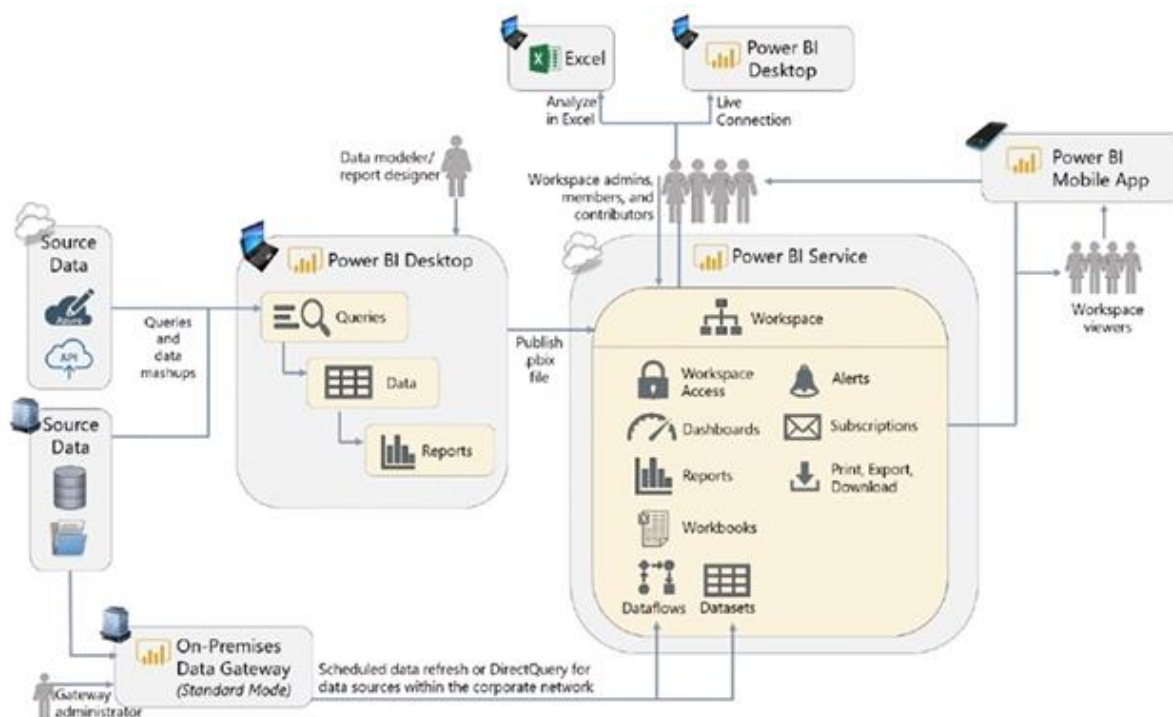 Excel
Power BI
Desktop
Analyze
in Excel
Live
Connection
Data modeler/
report designer
Workspace admins,
members, and
contributors
Power BI
Mobile App
Workspace
viewers
Source
Data
Azure
API
Queries
and
data
mashups
Source
Data
Power BI Desktop
Queries
Data
Reports
Publish
.pbix
file
Power BI Service
Workspace
Workspace
Access
Alerts
Dashboards
Subscriptions
Reports
Print, Export,
Download
Workbooks
Dataflows
Datasets
On-Premises
Data Gateway
(Standard Mode)
Gateway
administrator
Scheduled data refresh or DirectQuery for
data sources within the corporate network